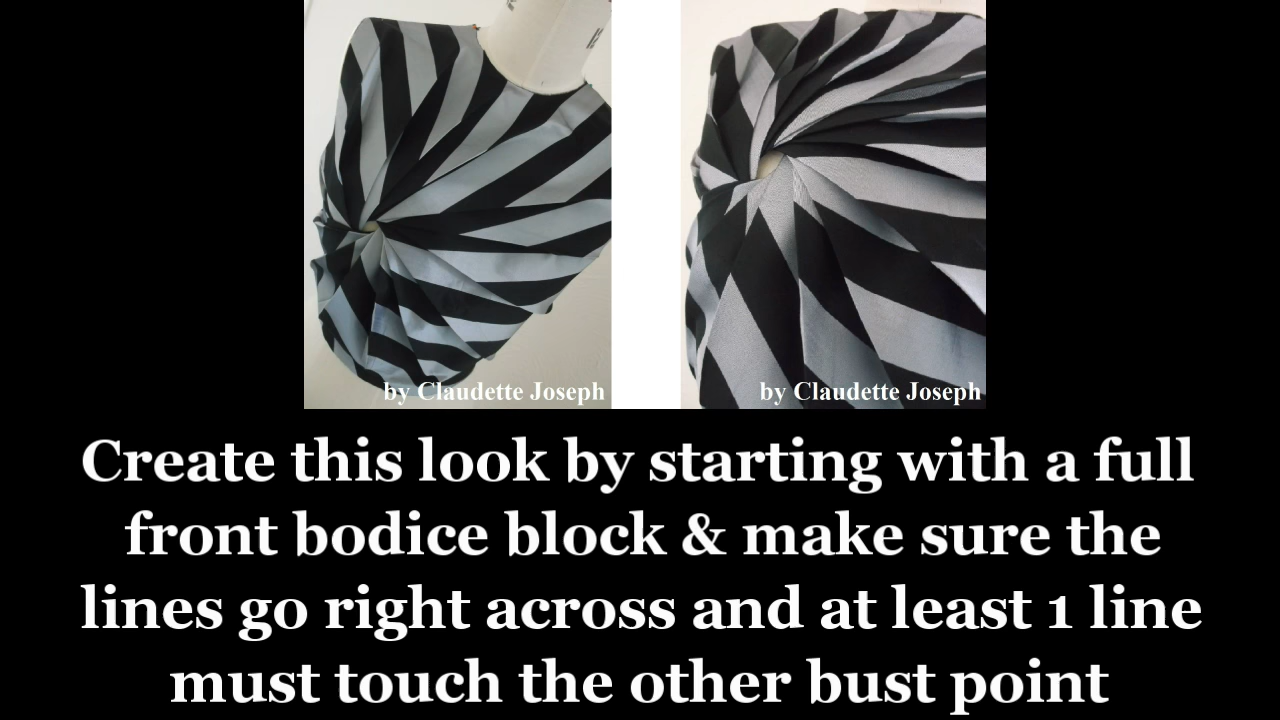 by Claudette Joseph
by Claudette Joseph
Create this look by starting with a full
front bodice block & make sure the
lines go right across and at least 1 line
must touch the other bust point